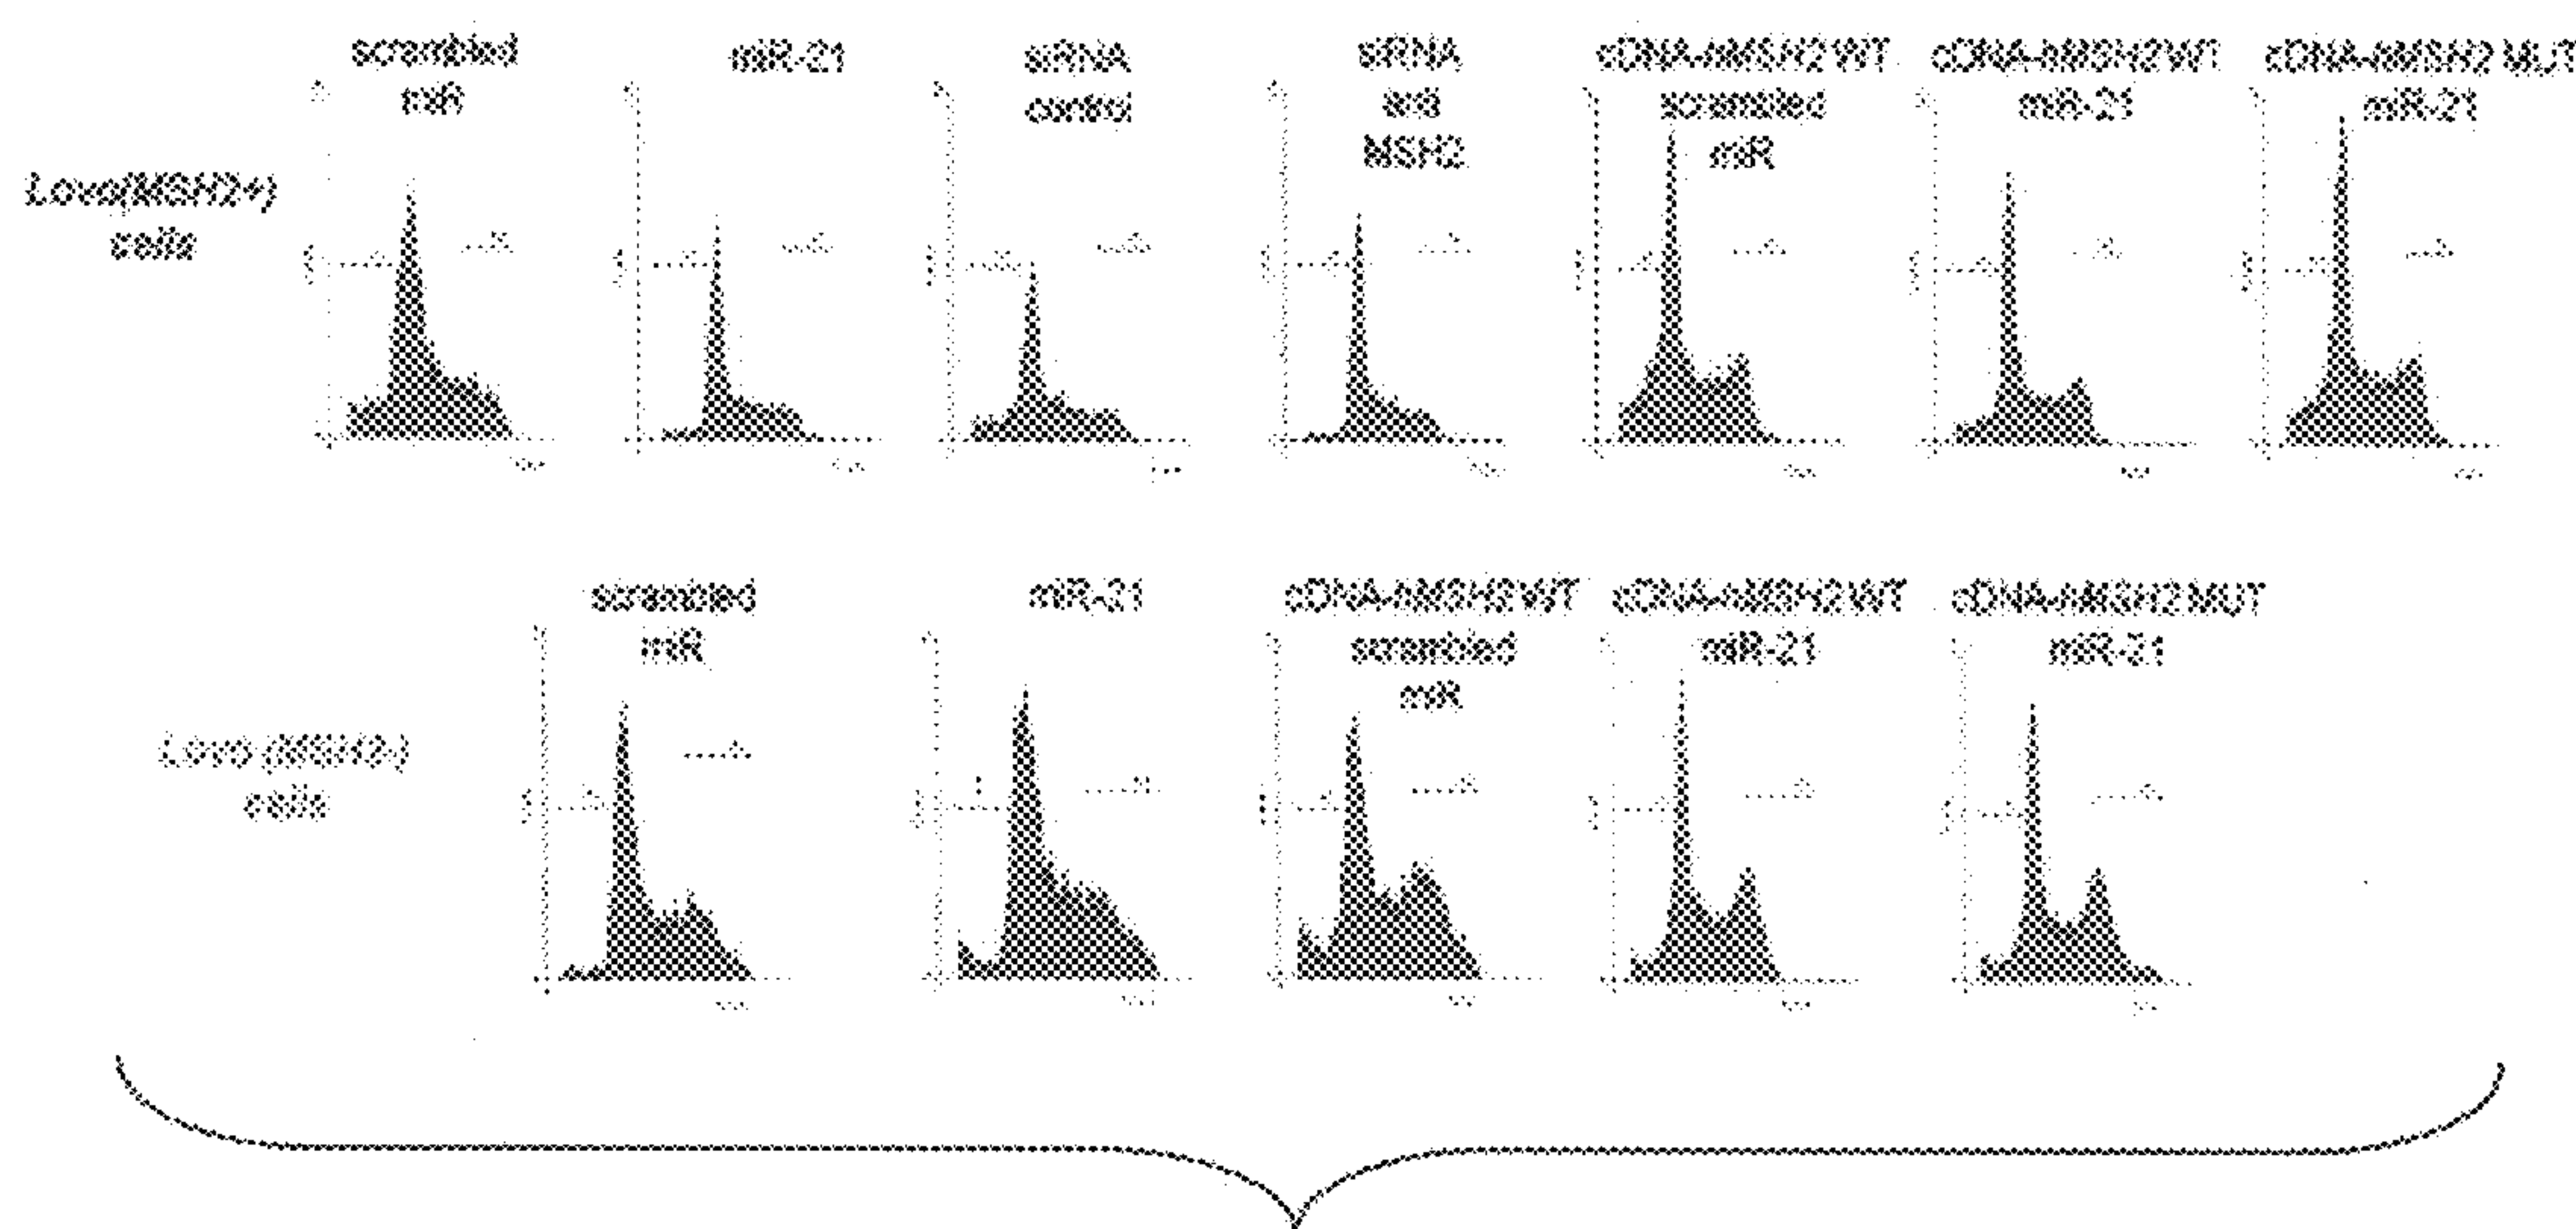 scrambled
miR
miR-21
siRNA
control
siRNA
anti
MSH2
cDNA-hMSH2 WT
scrambled
miR
cDNA-hMSH2 WT
miR-21
cDNA-hMSH2 MUT
miR-21
Lovo(MSH2+)
cells
scrambled
miR
miR-21
cDNA-hMSH2 WT
scrambled
miR
cDNA-hMSH2 WT
miR-21
cDNA-hMSH2 MUT
miR-21
Lovo (MSH2-)
cells